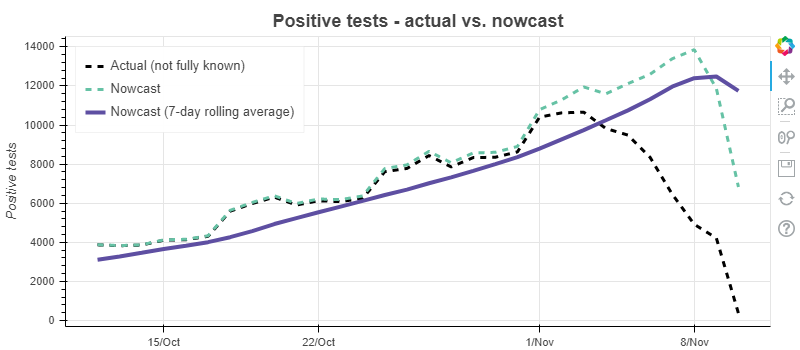 Positive tests - actual vs. nowcast
Actual (not fully known)
Nowcast
Nowcast (7-day rolling average)
Positive tests
14000
12000
10000
8000
6000
4000
2000
0
15/Oct
22/Oct
1/Nov
8/Nov